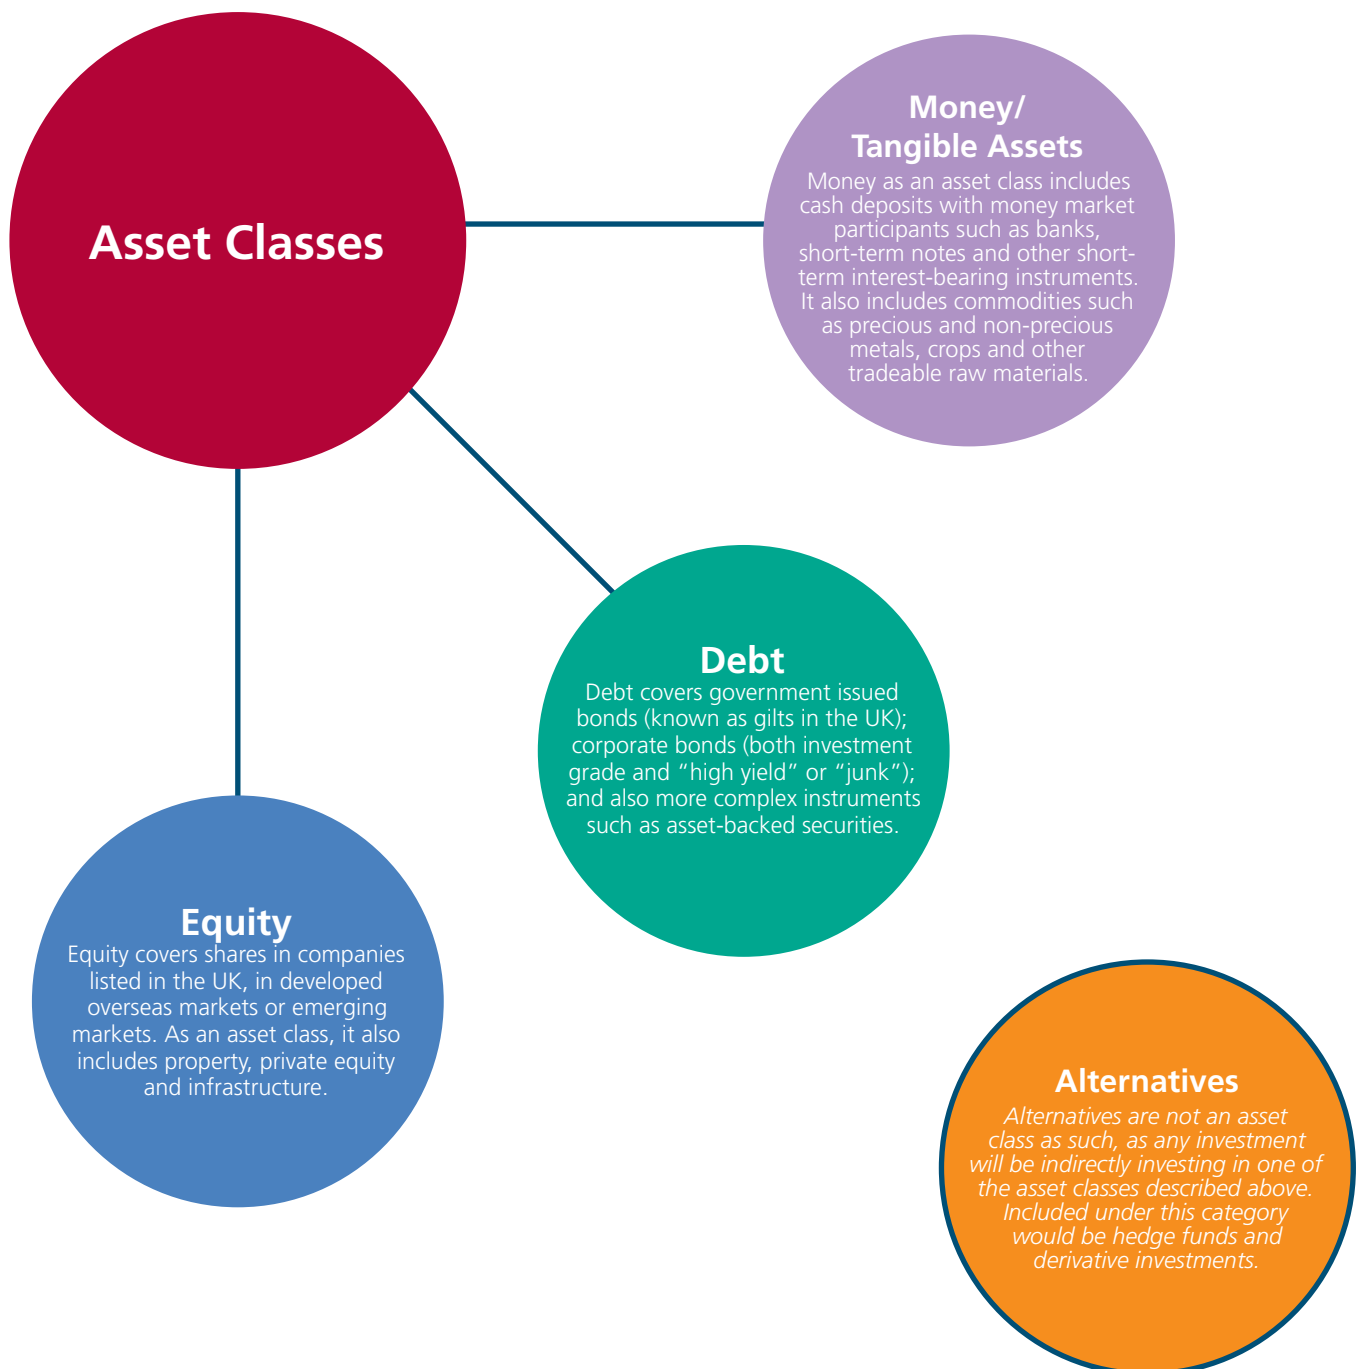 Asset Classes
Money/
Tangible Assets
Money as an asset class includes
cash deposits with money market
participants such as banks,
short-term notes and other short-
term interest-bearing instruments.
It also includes commodities such
as precious and non-precious
metals, crops and other
tradeable raw materials.
Debt
Debt covers government issued
bonds (known as gilts in the UK);
corporate bonds (both investment
grade and “high yield” or “junk”);
and also more complex instruments
such as asset-backed securities.
Equity
Equity covers shares in companies
listed in the UK, in developed
overseas markets or emerging
markets. As an asset class, it also
includes property, private equity
and infrastructure.
Alternatives
Alternatives are not an asset
class as such, as any investment
will be indirectly investing in one of
the asset classes described above.
Included under this category
would be hedge funds and
derivative investments.